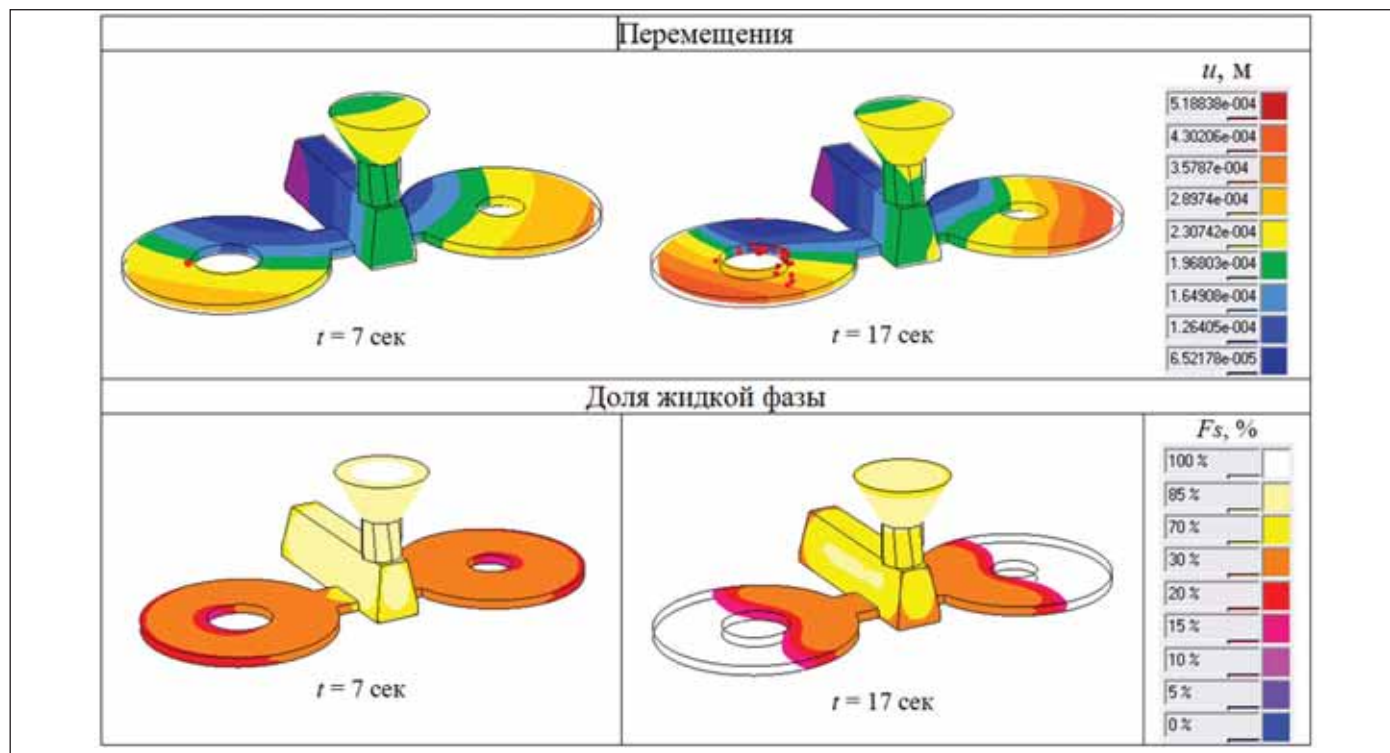 Перемещения
u, м
5.18838e-004
4.30206e-004
3.5787e-004
2.8974e-004
2.30742e-004
1.96803e-004
1.64908e-004
1.26405e-004
6.52178e-005
t = 7 сек
t = 17 сек
Доля жидкой фазы
Fs, %
100 %
85 %
70 %
30 %
20 %
15 %
10 %
5 %
0 %
t = 7 сек
t = 17 сек